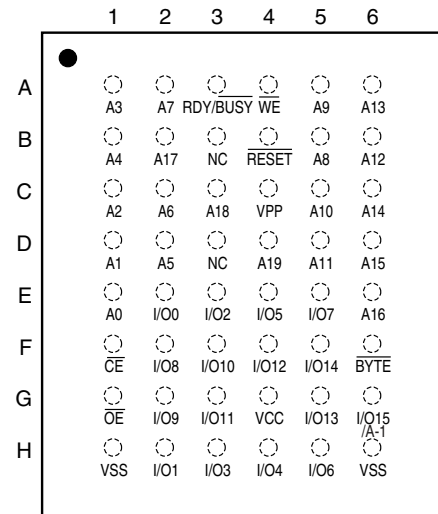 1 2 3 4 5 6
A
A3 A7 RDY/BUSY WE A9 A13
B
A4 A17 NC RESET A8 A12
C
A2 A6 A18 VPP A10 A14
D
A1 A5 NC A19 A11 A15
E
A0 I/O0 I/O2 I/O5 I/O7 A16
F
CE I/O8 I/O10 I/O12 I/O14 BYTE
G
OE I/O9 I/O11 VCC I/O13 I/O15
/A-1
H
VSS I/O1 I/O3 I/O4 I/O6 VSS